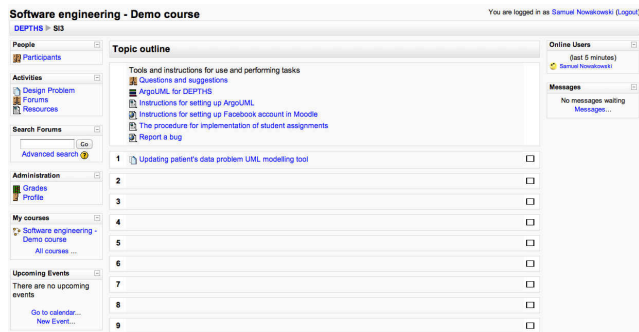 Software engineering - Demo course
You are logged in as Samuel Nowakowski (Logout)
DEPTHS ► SI3
People
Participants
Activities
Design Problem
Forums
Resources
Search Forums
Go
Advanced search ?
Administration
Grades
Profile
My courses
Software engineering -
Demo course
All courses ...
Upcoming Events
There are no upcoming
events
Go to calendar...
New Event...
Topic outline
Tools and instructions for use and performing tasks
Questions and suggestions
ArgoUML for DEPTHS
Instructions for setting up ArgoUML
Instructions for setting up Facebook account in Moodle
The procedure for implementation of student assignments
Report a bug
1 Updating patient's data problem UML modelling tool
2
3
4
5
6
7
8
9
Online Users
(last 5 minutes)
Samuel Nowakowski
Messages
No messages waiting
Messages...